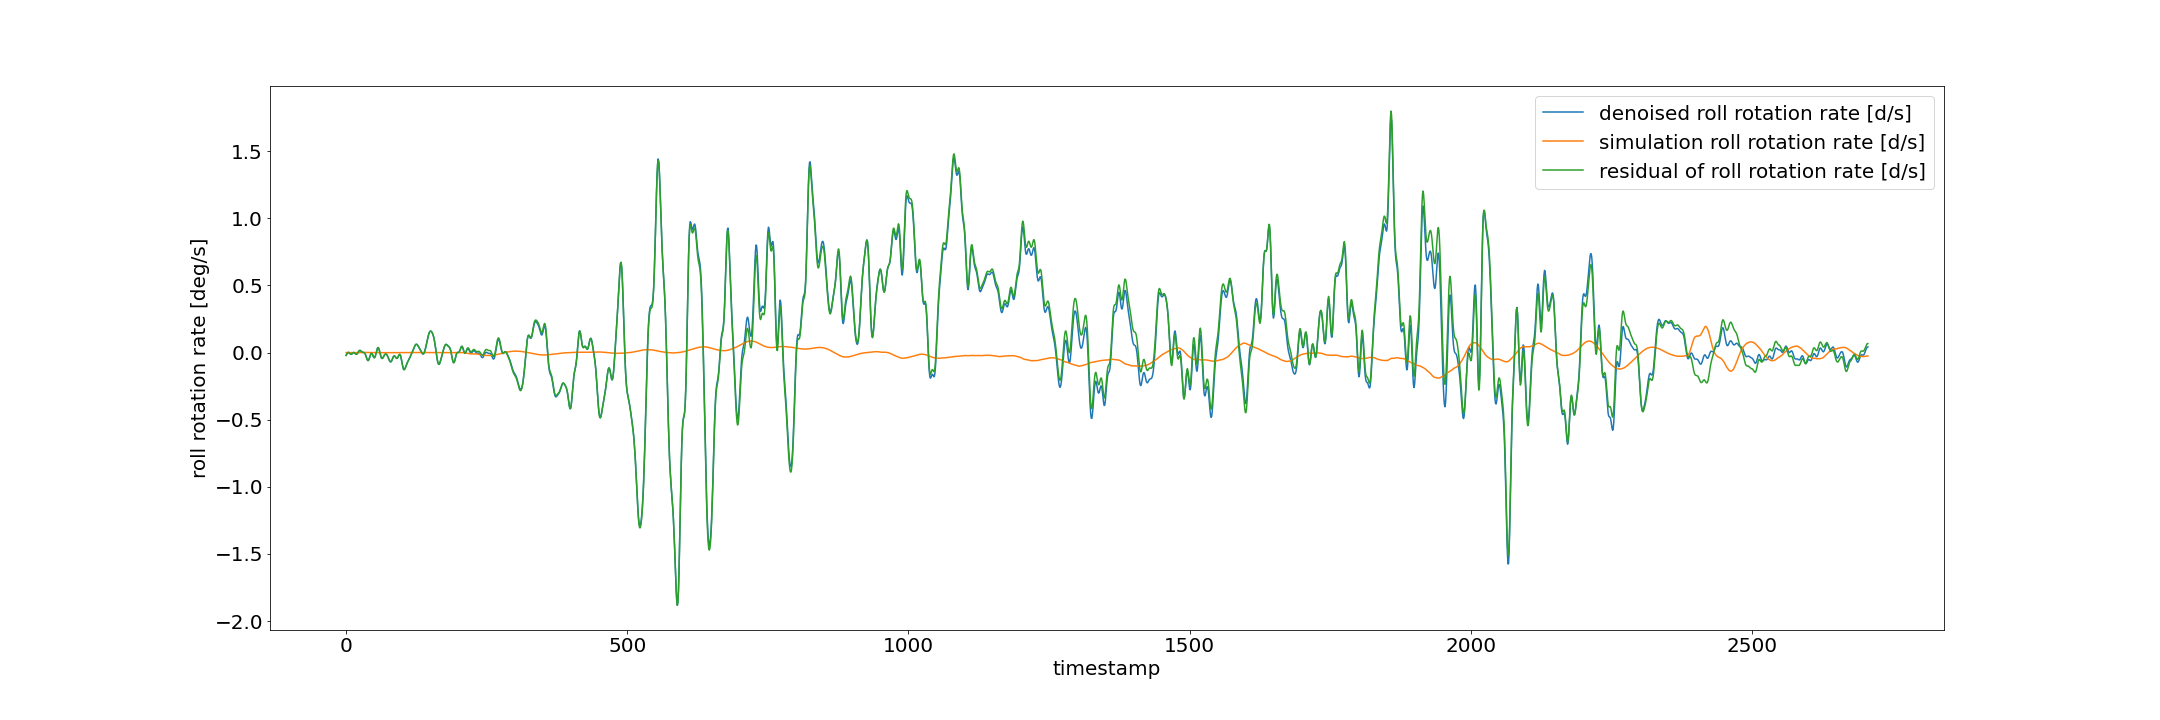 denoised roll rotation rate [d/s]
simulation roll rotation rate [d/s]
residual of roll rotation rate [d/s]
roll rotation rate [deg/s]
1.5
1.0
0.5
0.0
−0.5
−1.0
−1.5
−2.0
0 500 1000 1500 2000 2500
timestamp